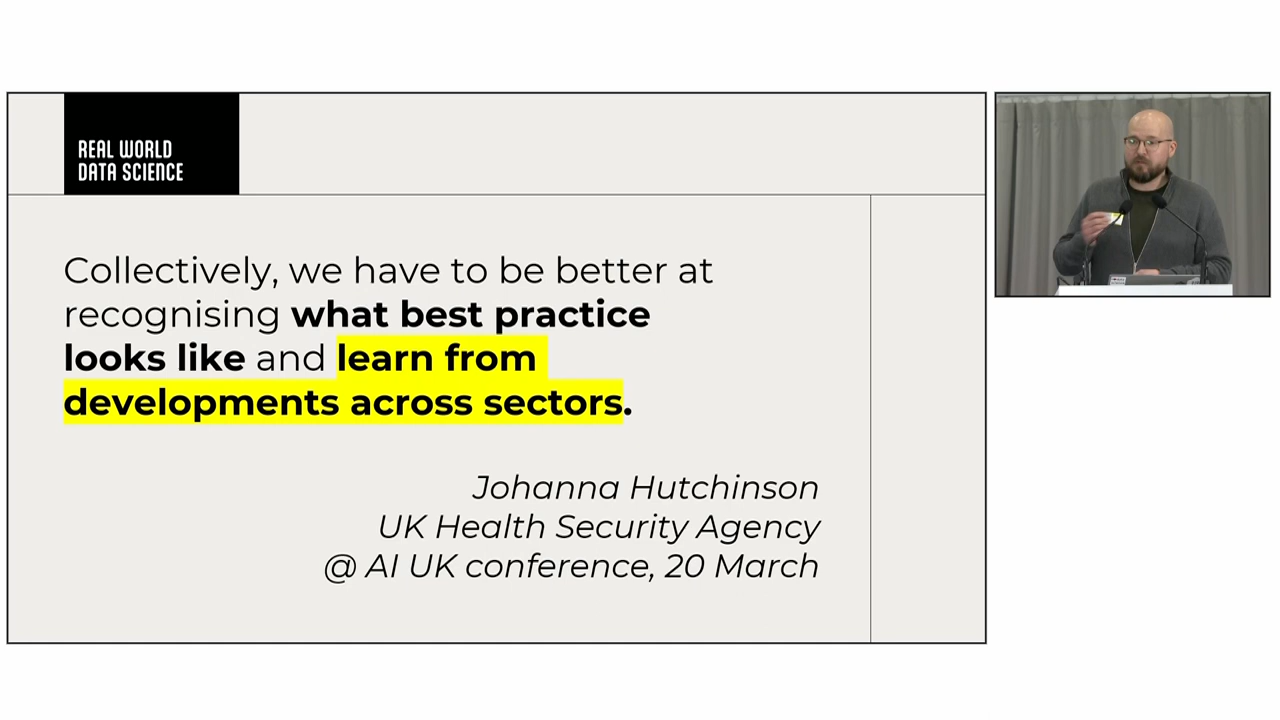 REAL WORLD
DATA SCIENCE
Collectively, we have to be better at
recognising what best practice
looks like and learn from
developments across sectors.
Johanna Hutchinson
UK Health Security Agency
@ AI UK conference, 20 March